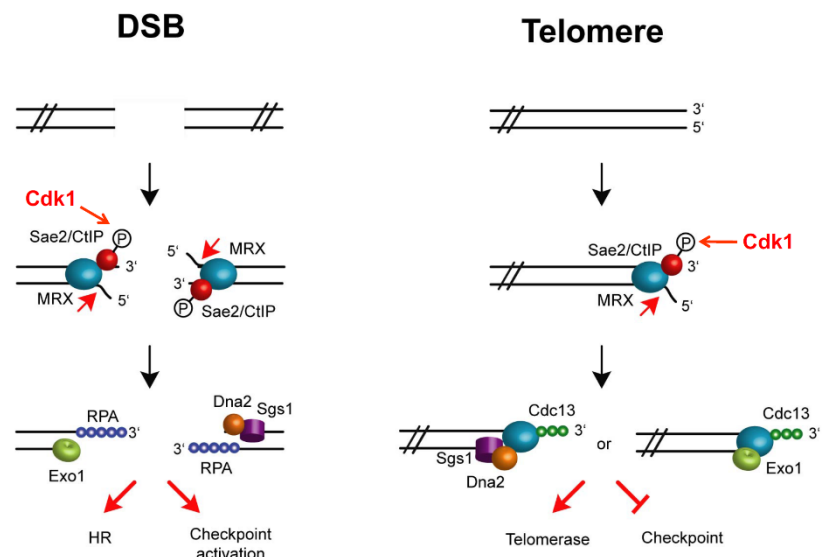 DSB
Telomere
3'
5'
Cdk1
P
Sae2/CtIP
3'
MRX
5'
5'
MRX
3'
P
Sae2/CtIP
P
Cdk1
Sae2/CtIP
3'
MRX
5'
RPA
3'
Exo1
Dna2
Sgs1
3'
RPA
Cdc13
3'
Sgs1
Dna2
or
Cdc13
3'
Exo1
HR
Checkpoint
activation
Telomerase
Checkpoint